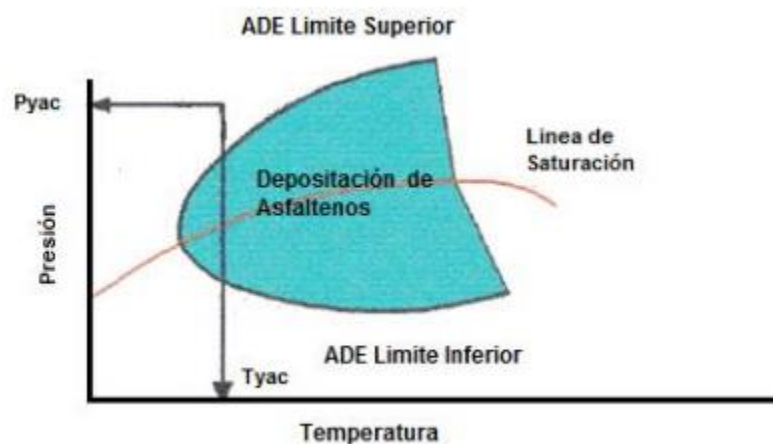 ADE Limite Superior
Pyac
Linea de
Saturación
Depositación de
Asfaltenos
Presión
ADE Limite Inferior
Tyac
Temperatura